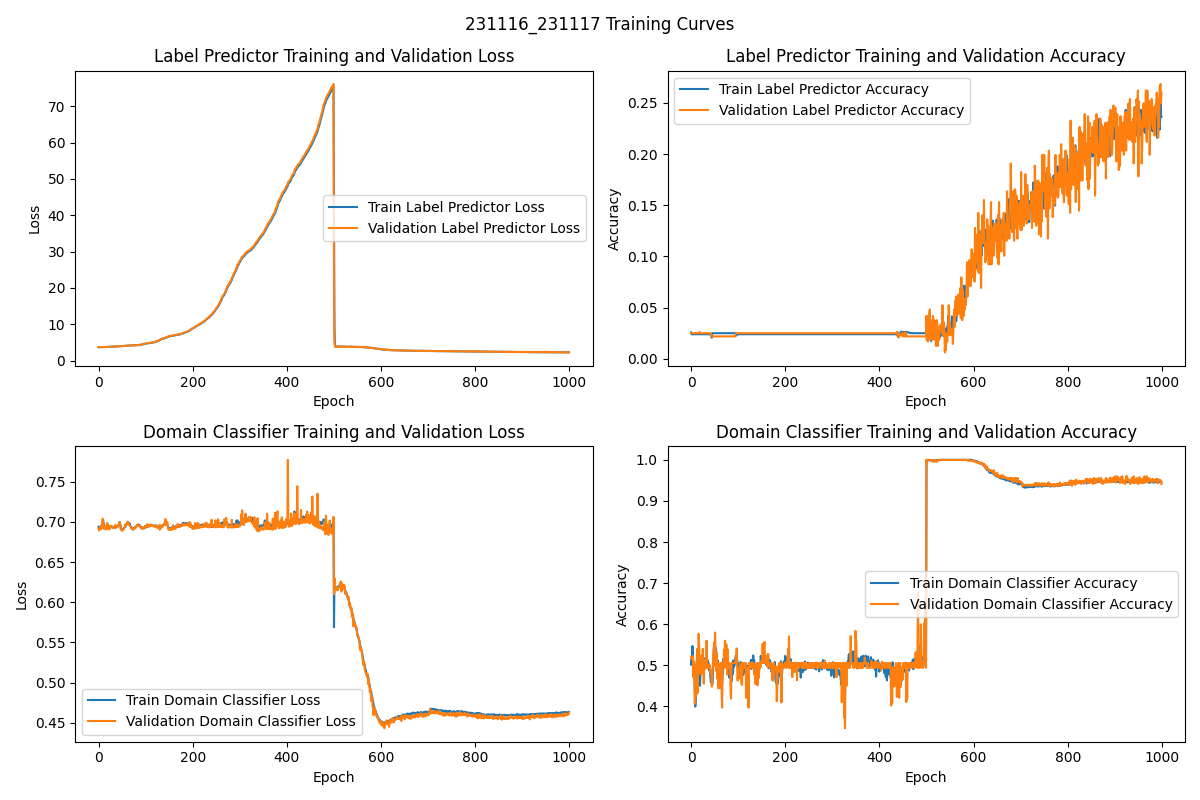 231116_231117 Training Curves
Label Predictor Training and Validation Loss
70
60
50
40
30
20
10
0
Loss
Train Label Predictor Loss
Validation Label Predictor Loss
0 200 400 600 800 1000
Epoch
Label Predictor Training and Validation Accuracy
0.25
0.20
0.15
0.10
0.05
0.00
Accuracy
Train Label Predictor Accuracy
Validation Label Predictor Accuracy
0 200 400 600 800 1000
Epoch
Domain Classifier Training and Validation Loss
0.75
0.70
0.65
0.60
0.55
0.50
0.45
Loss
Train Domain Classifier Loss
Validation Domain Classifier Loss
0 200 400 600 800 1000
Epoch
Domain Classifier Training and Validation Accuracy
1.0
0.9
0.8
0.7
0.6
0.5
0.4
Accuracy
Train Domain Classifier Accuracy
Validation Domain Classifier Accuracy
0 200 400 600 800 1000
Epoch